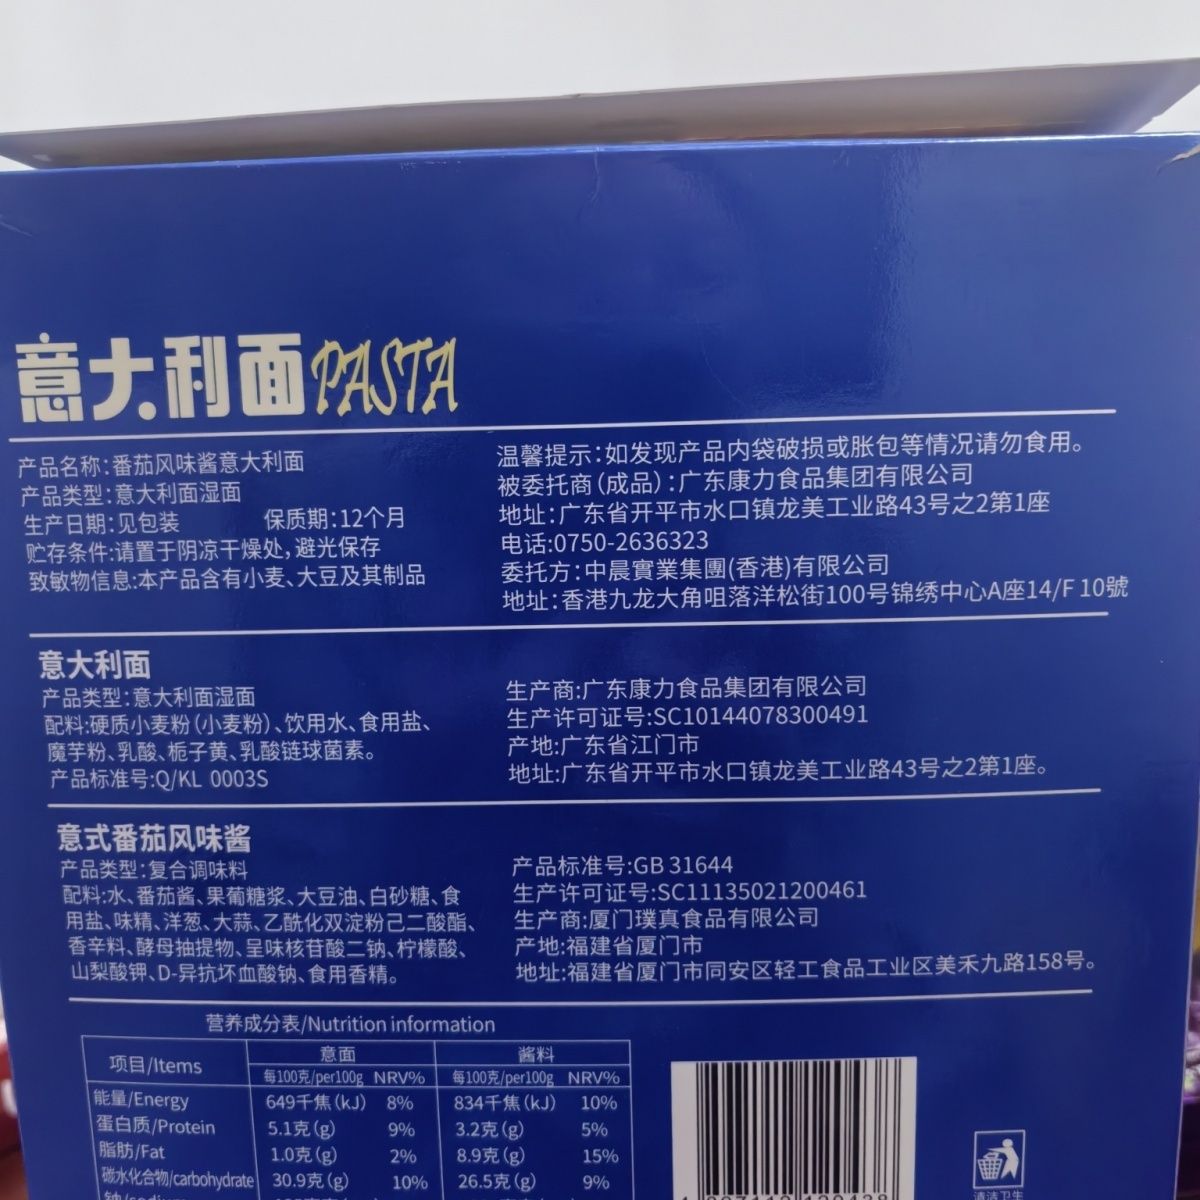 意大利面PASTA
产品名称:番茄风味酱意大利面
产品类型:意大利面湿面
生产日期:见包装 保质期:12个月
贮存条件:请置于阴凉干燥处,避光保存
致敏物信息:本产品含有小麦、大豆及其制品
温馨提示:如发现产品内袋破损或胀包等情况请勿食用。
被委托商(成品):广东康力食品集团有限公司
地址:广东省开平市水口镇龙美工业路43号之2第1座
电话:0750-2636323
委托方:中晨實業集團(香港)有限公司
地址:香港九龙大角咀落洋松街100号锦绣中心A座14/F 10號
意大利面
产品类型:意大利面湿面
配料:硬质小麦粉(小麦粉)、饮用水、食用盐、
魔芋粉、乳酸、栀子黄、乳酸链球菌素。
产品标准号:Q/KL 0003S
生产商:广东康力食品集团有限公司
生产许可证号:SC10144078300491
产地:广东省江门市
地址:广东省开平市水口镇龙美工业路43号之2第1座。
意式番茄风味酱
产品类型:复合调味料
配料:水、番茄酱、果葡糖浆、大豆油、白砂糖、食
用盐、味精、洋葱、大蒜、乙酰化双淀粉己二酸酯、
香辛料、酵母抽提物、呈味核苷酸二钠、柠檬酸、
山梨酸钾、D-异抗坏血酸钠、食用香精。
产品标准号:GB 31644
生产许可证号:SC11135021200461
生产商:厦门璞真食品有限公司
产地:福建省厦门市
地址:福建省厦门市同安区轻工食品工业区美禾九路158号。
营养成分表/Nutrition information
项目/Items 意面 酱料
每100克/per100g NRV% 每100克/per100g NRV%
能量/Energy 649千焦(kJ) 8% 834千焦(kJ) 10%
蛋白质/Protein 5.1克(g) 9% 3.2克(g) 5%
脂肪/Fat 1.0克(g) 2% 8.9克(g) 15%
碳水化合物/carbohydrate 30.9克(g) 10% 26.5克(g) 9%